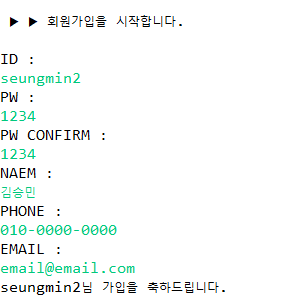 ▶ ▶ 회원가입을 시작합니다.
ID :
seungmin2
PW :
1234
PW CONFIRM :
1234
NAEM :
김승민
PHONE :
010-0000-0000
EMAIL :
email@email.com
seungmin2님 가입을 축하드립니다.